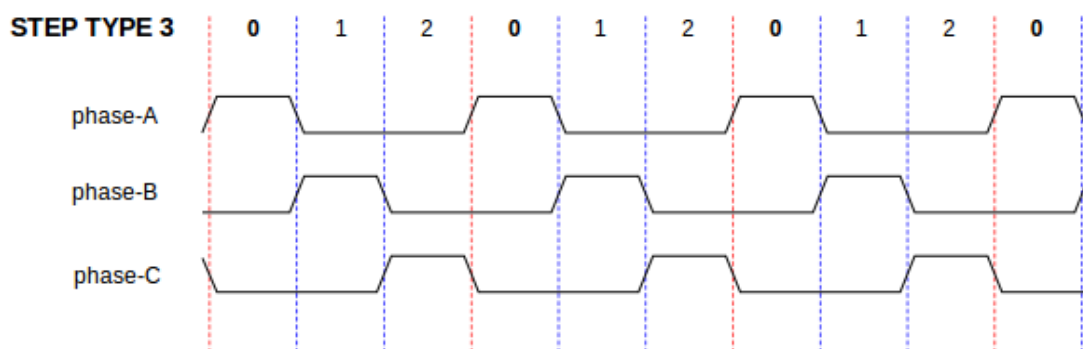 STEP TYPE 3 0 1 2 0 1 2 0 1 2 0
phase-A
phase-B
phase-C